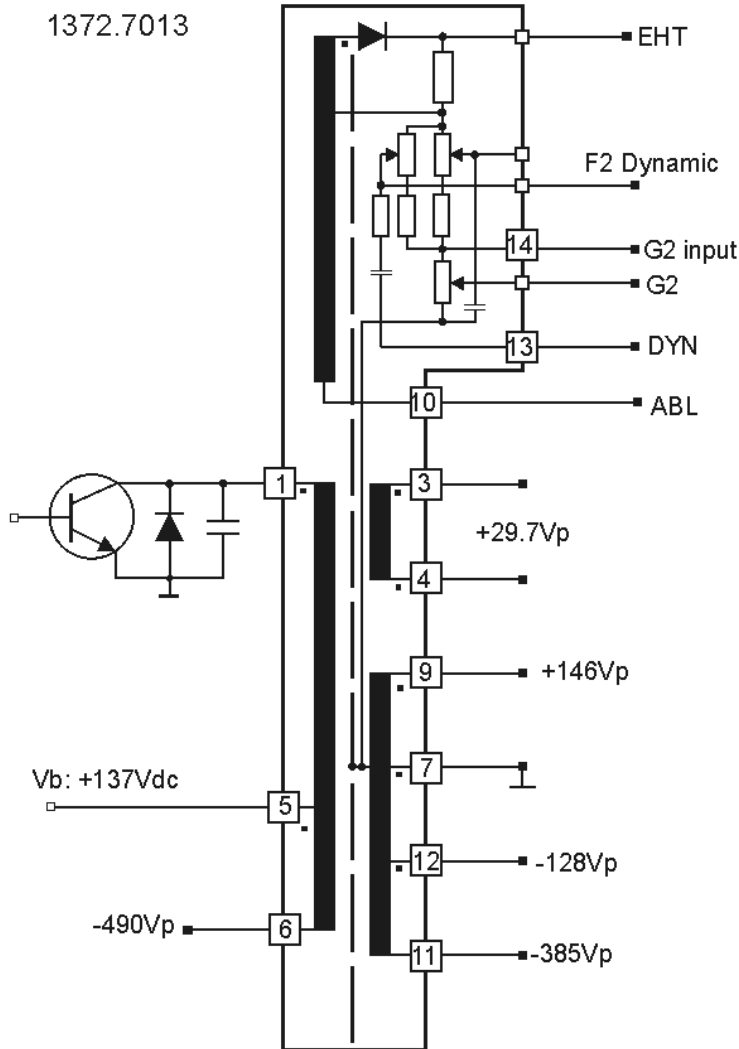 1372.7013
EHT
F2 Dynamic
14
G2 input
G2
13
DYN
10
ABL
1
3
+29.7Vp
4
9
+146Vp
7
Vb: +137Vdc
5
12
-128Vp
-490Vp
6
11
-385Vp